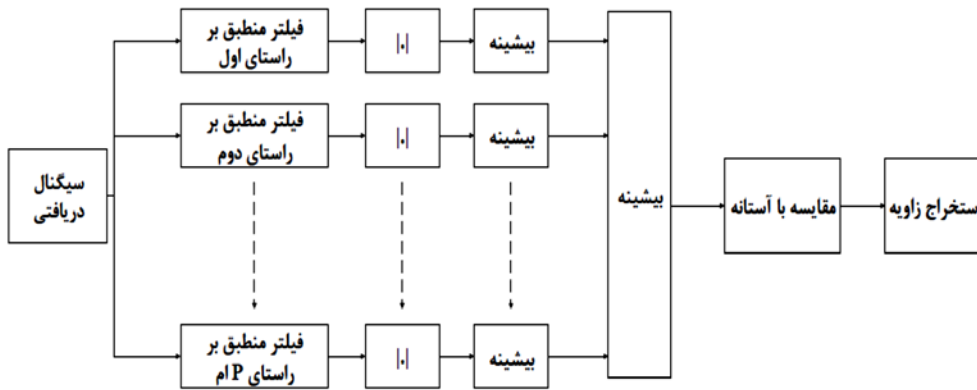 سیگنال
دریافتی
فیلتر منطبق بر
راستای اول
|.|
بیشینه
فیلتر منطبق بر
راستای دوم
|.|
بیشینه
فیلتر منطبق بر
راستای P ام
|.|
بیشینه
بیشینه
مقایسه با آستانه
ستخراج زاویه